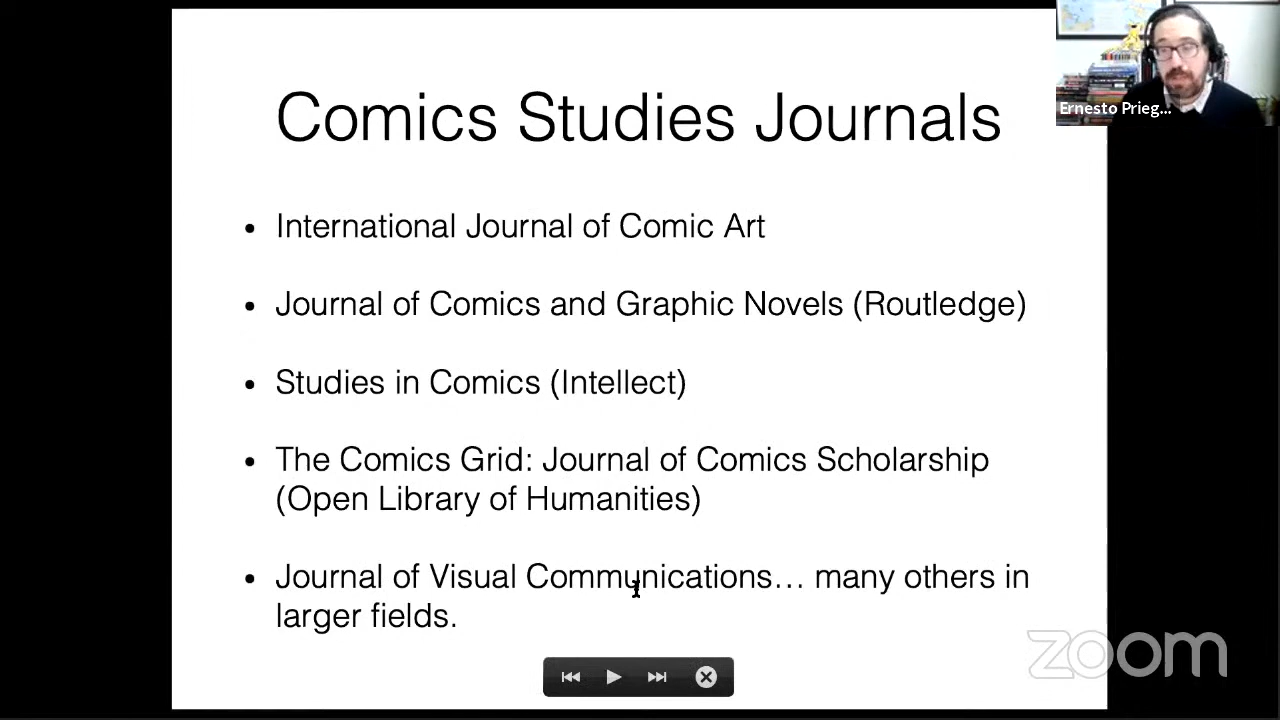 Comics Studies Journals
Ernesto Prieg...
• International Journal of Comic Art
• Journal of Comics and Graphic Novels (Routledge)
• Studies in Comics (Intellect)
• The Comics Grid: Journal of Comics Scholarship
(Open Library of Humanities)
• Journal of Visual Communications… many others in
larger fields.
zoom